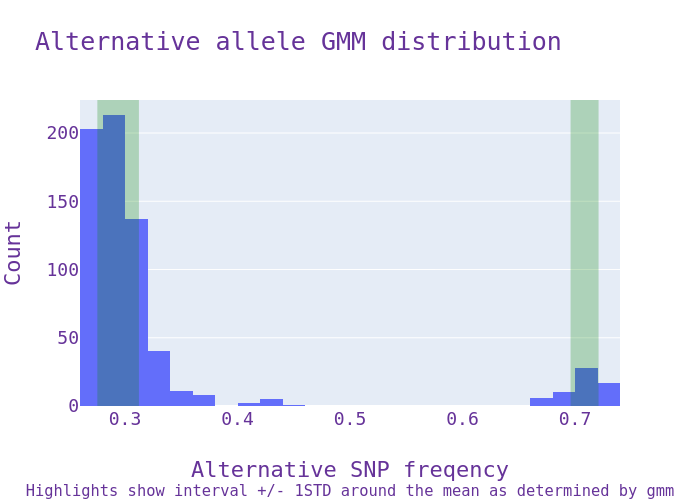 Alternative allele GMM distribution
200
150
100
50
0
Count
0.3
0.4
0.5
0.6
0.7
Alternative SNP freqency
Highlights show interval +/- 1STD around the mean as determined by gmm